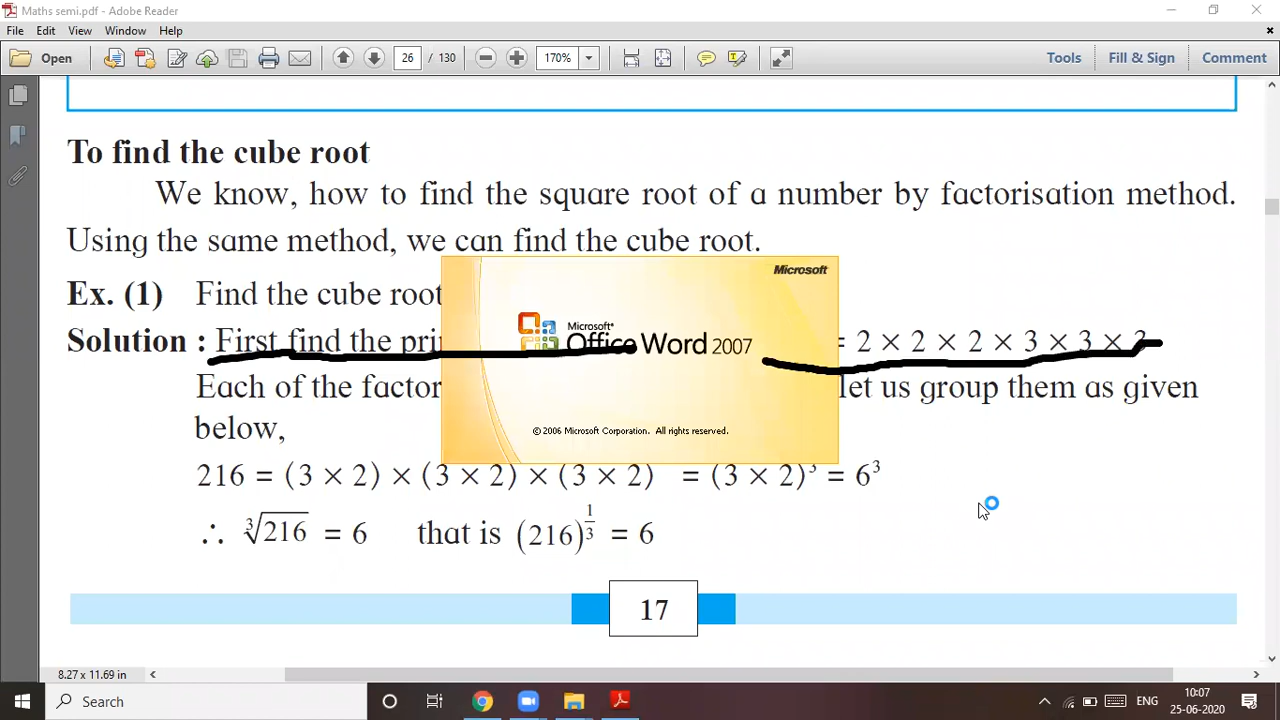 Maths semi.pdf - Adobe Reader
File Edit View Window Help
Open 26 / 130 170% Tools Fill & Sign Comment
To find the cube root
We know, how to find the square root of a number by factorisation method.
Using the same method, we can find the cube root.
Ex. (1) Find the cube root
Solution : First find the pri = 2 × 2 × 2 × 3 × 3 × 3
Each of the factor let us group them as given
below,
216 = (3 × 2) × (3 × 2) × (3 × 2) = (3 × 2)³ = 6³
∴ ∛216 = 6 that is (216)^(1/3) = 6
17
Microsoft
Microsoft®
Office Word 2007
© 2006 Microsoft Corporation. All rights reserved.
8.27 x 11.69 in
Search ENG 10:07
25-06-2020